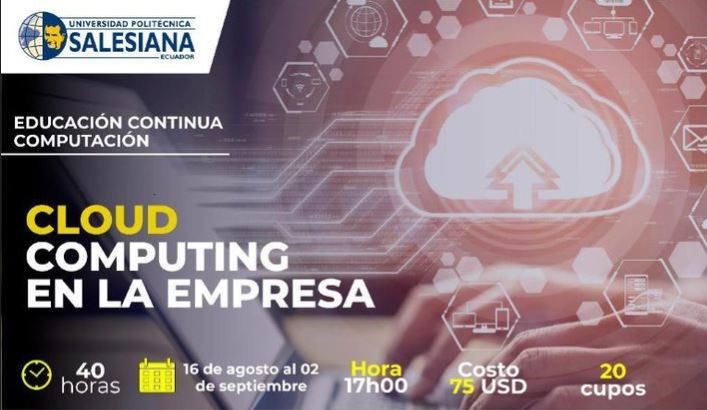 UNIVERSIDAD POLITÉCNICA
SALESIANA
ECUADOR
EDUCACIÓN CONTINUA
COMPUTACIÓN
CLOUD
COMPUTING
EN LA EMPRESA
40
horas
16 de agosto al 02
de septiembre
Hora
17h00
Costo
75 USD
20
cupos